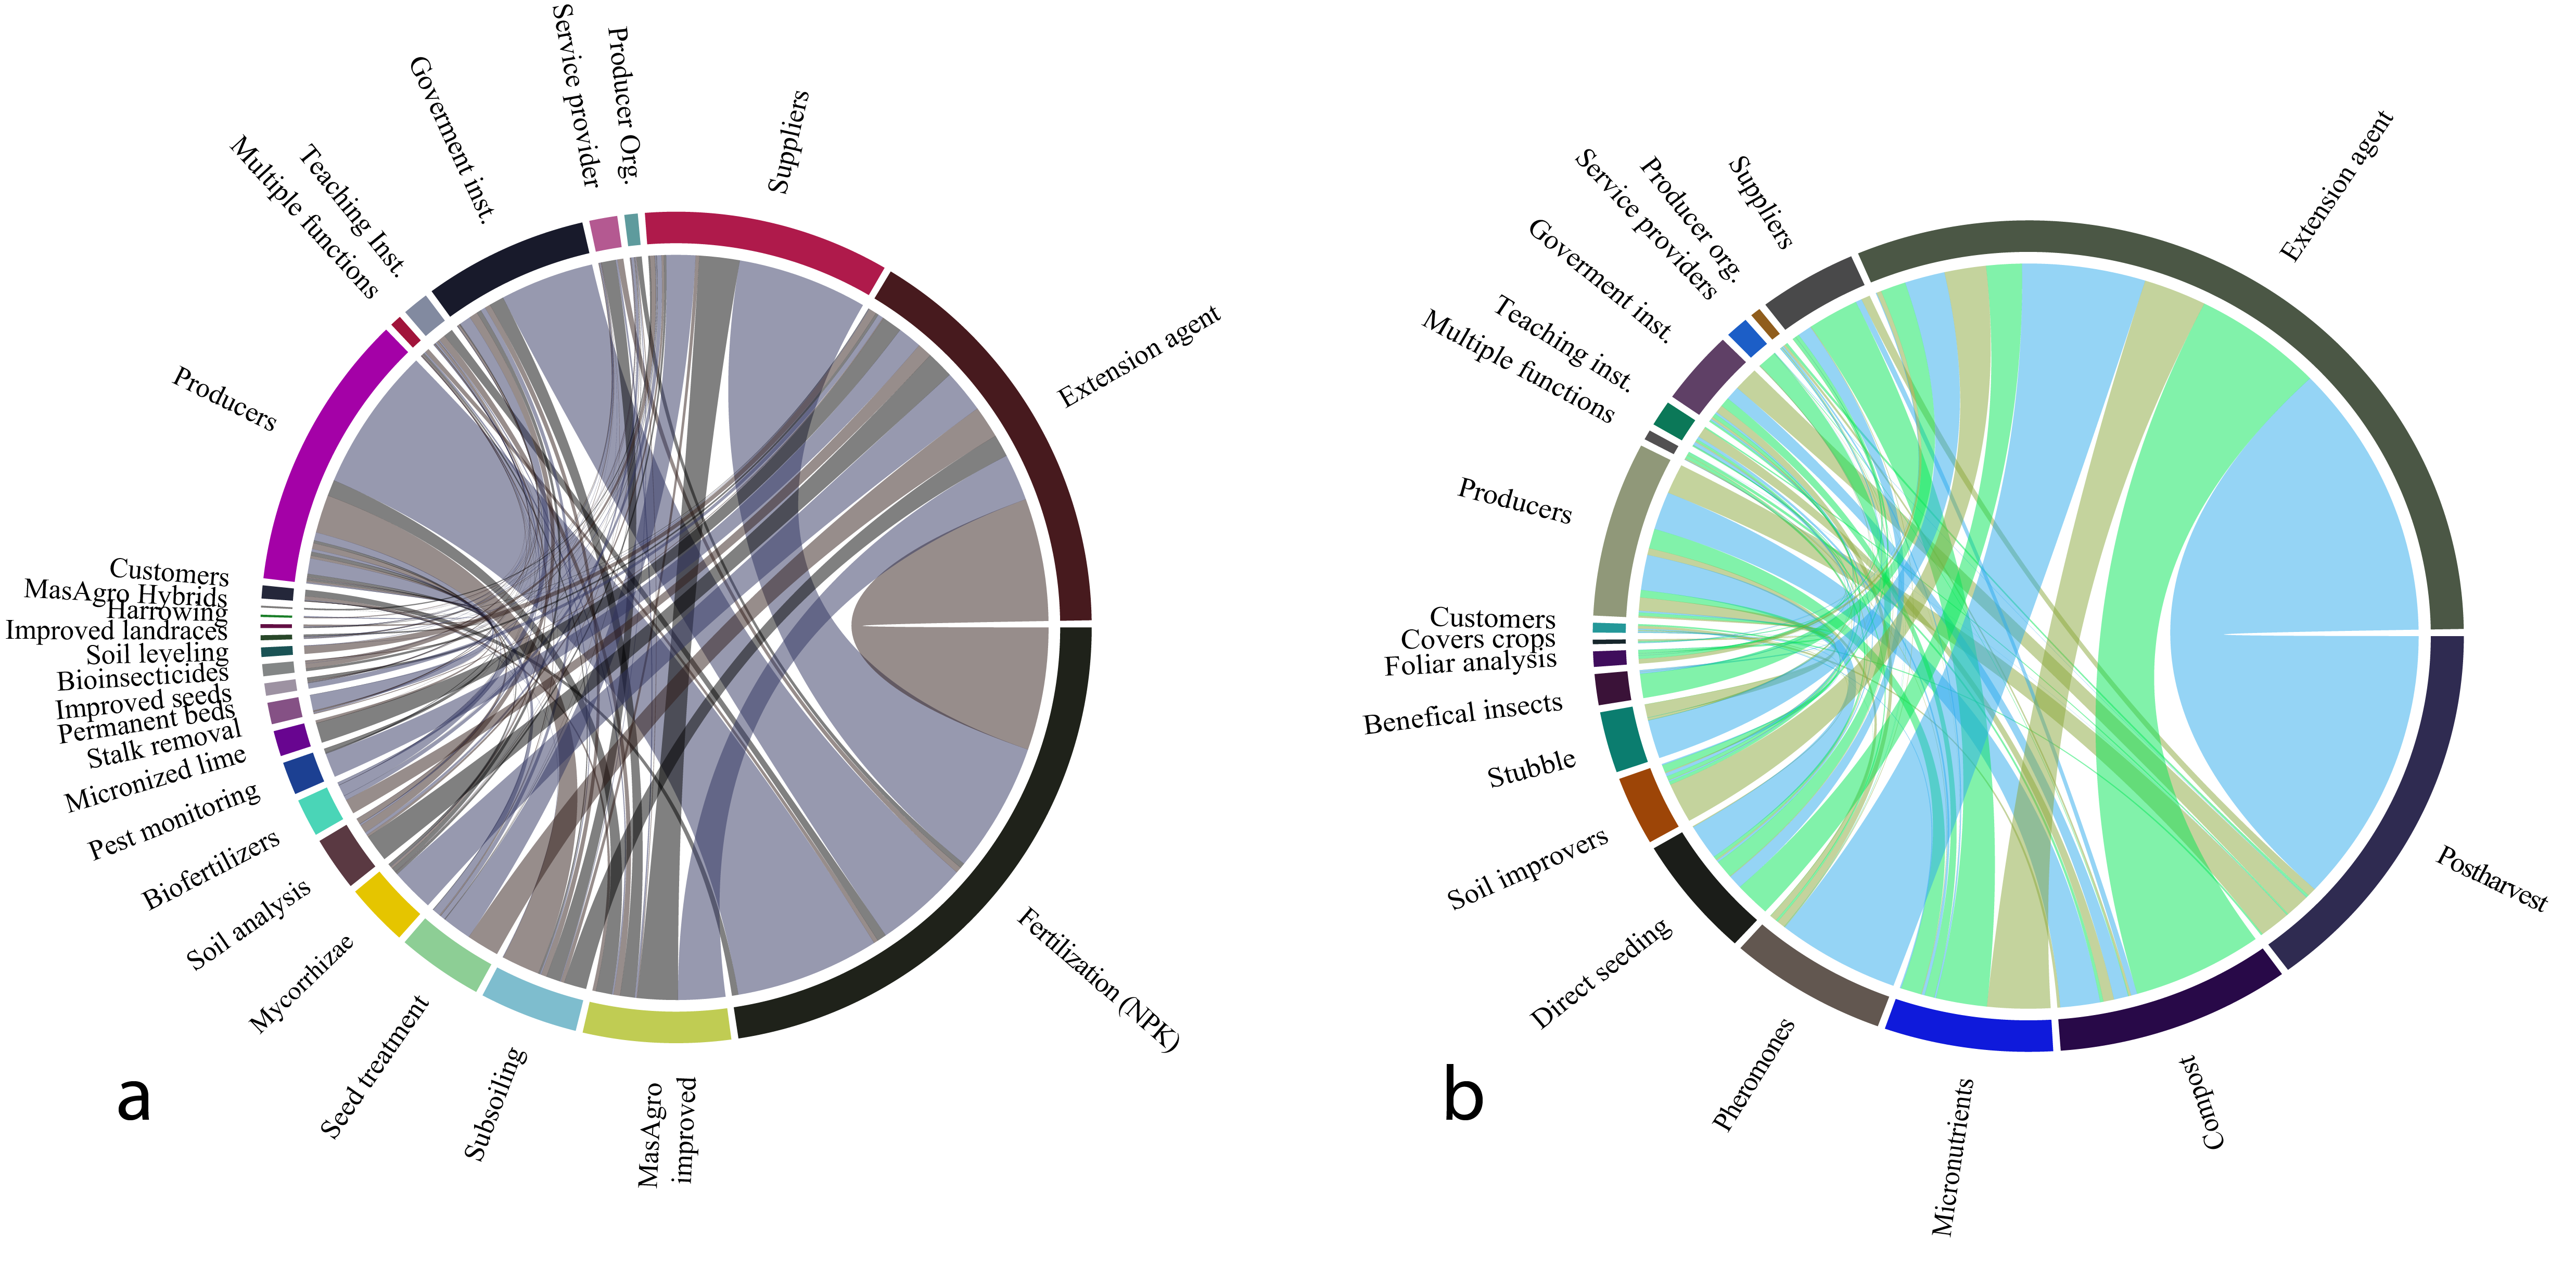 Service provider
Producer Org.
Goverment inst.
Suppliers
Teaching Inst.
Multiple functions
Extension agent
Producers
Customers
MasAgro Hybrids
Harrowing
Improved landraces
Soil leveling
Bioinsecticides
Improved seeds
Permanent beds
Stalk removal
Micronized lime
Pest monitoring
Biofertilizers
Soil analysis
Mycorrhizae
Seed treatment
Subsoiling
MasAgro
improved
Fertilization (NPK)
a
Extension agent
Suppliers
Producer org.
Service providers
Goverment inst.
Teaching inst.
Multiple functions
Producers
Customers
Covers crops
Foliar analysis
Benefical insects
Stubble
Soil improvers
Direct seeding
Pheromones
Micronutrients
Compost
Postharvest
b